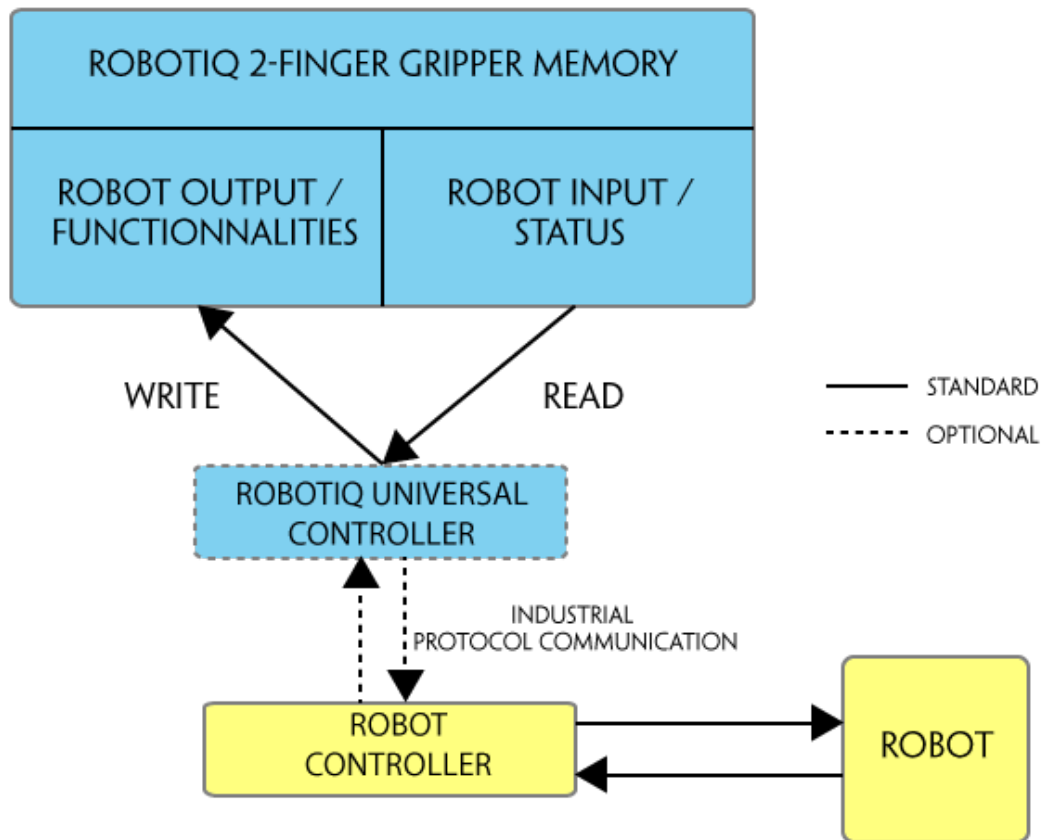 ROBOTIQ 2-FINGER GRIPPER MEMORY
ROBOT OUTPUT /
FUNCTIONNALITIES
ROBOT INPUT /
STATUS
WRITE
READ
STANDARD
OPTIONAL
ROBOTIQ UNIVERSAL
CONTROLLER
INDUSTRIAL
PROTOCOL COMMUNICATION
ROBOT
CONTROLLER
ROBOT